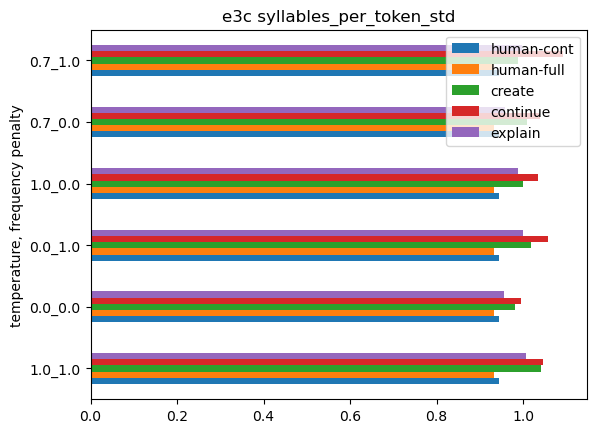 e3c syllables_per_token_std
human-cont
human-full
create
continue
explain
temperature, frequency penalty
0.7_1.0
0.7_0.0
1.0_0.0
0.0_1.0
0.0_0.0
1.0_1.0
0.0 0.2 0.4 0.6 0.8 1.0